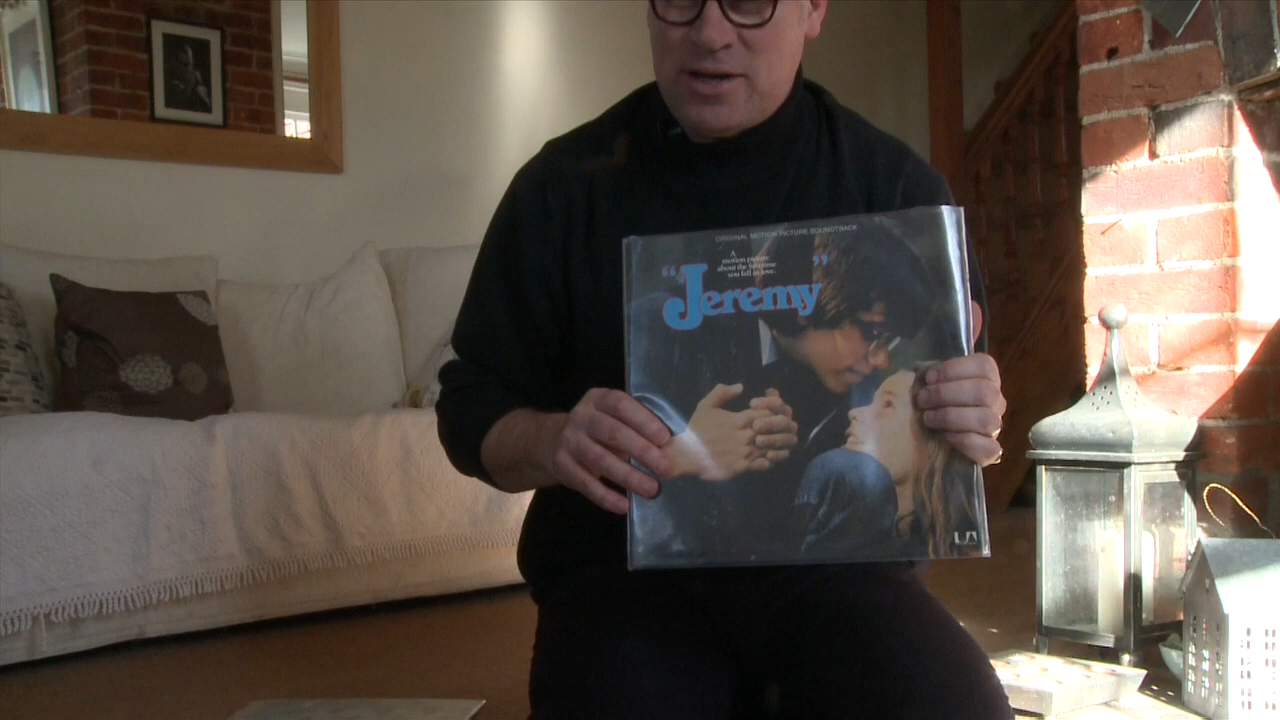 ORIGINAL MOTION PICTURE SOUNDTRACK
A
motion picture
about the first time
you fall in love.
"Jeremy"
UA